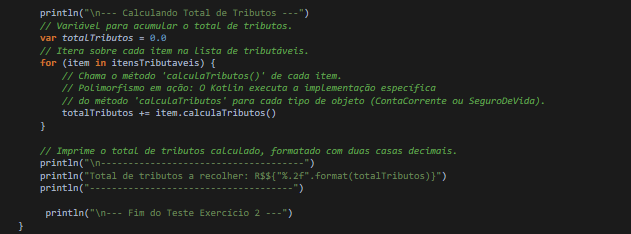 println("\n--- Calculando Total de Tributos ---")
// Variável para acumular o total de tributos.
var totalTributos = 0.0
// Itera sobre cada item na lista de tributáveis.
for (item in itensTributaveis) {
// Chama o método 'calculaTributos()' de cada item.
// Polimorfismo em ação: O Kotlin executa a implementação específica
// do método 'calculaTributos' para cada tipo de objeto (ContaCorrente ou SeguroDeVida).
totalTributos += item.calculaTributos()
}
// Imprime o total de tributos calculado, formatado com duas casas decimais.
println("\n-----------------------------------")
println("Total de tributos a recolher: R$${"%.2f".format(totalTributos)}")
println("-----------------------------------")
println("\n--- Fim do Teste Exercício 2 ---")
}